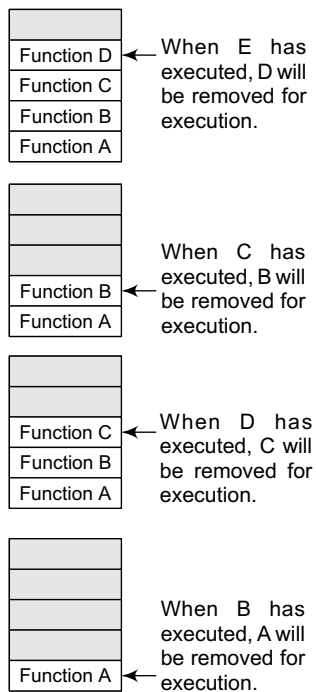 Function D
Function C
Function B
Function A
When E has
executed, D will
be removed for
execution.
Function B
Function A
When C has
executed, B will
be removed for
execution.
Function C
Function B
Function A
When D has
executed, C will
be removed for
execution.
Function A
When B has
executed, A will
be removed for
execution.